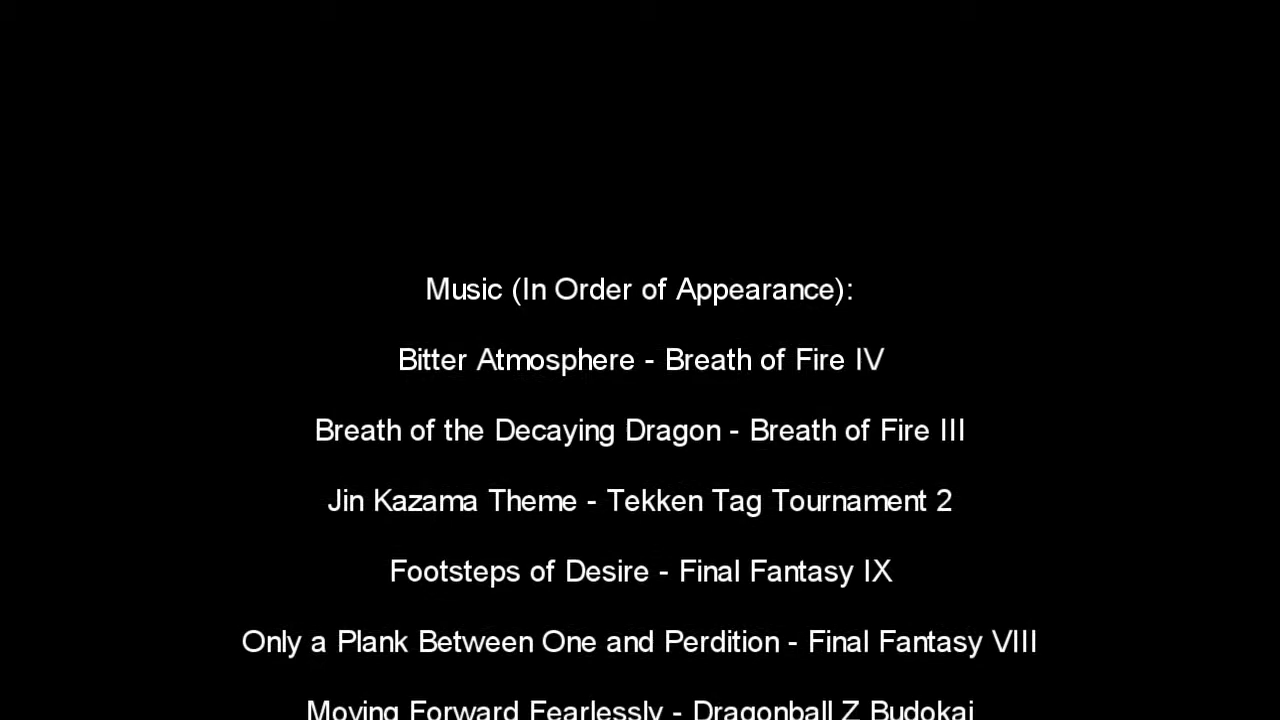 Music (In Order of Appearance):
Bitter Atmosphere - Breath of Fire IV
Breath of the Decaying Dragon - Breath of Fire III
Jin Kazama Theme - Tekken Tag Tournament 2
Footsteps of Desire - Final Fantasy IX
Only a Plank Between One and Perdition - Final Fantasy VIII
Moving Forward Fearlessly - Dragonball Z Budokai